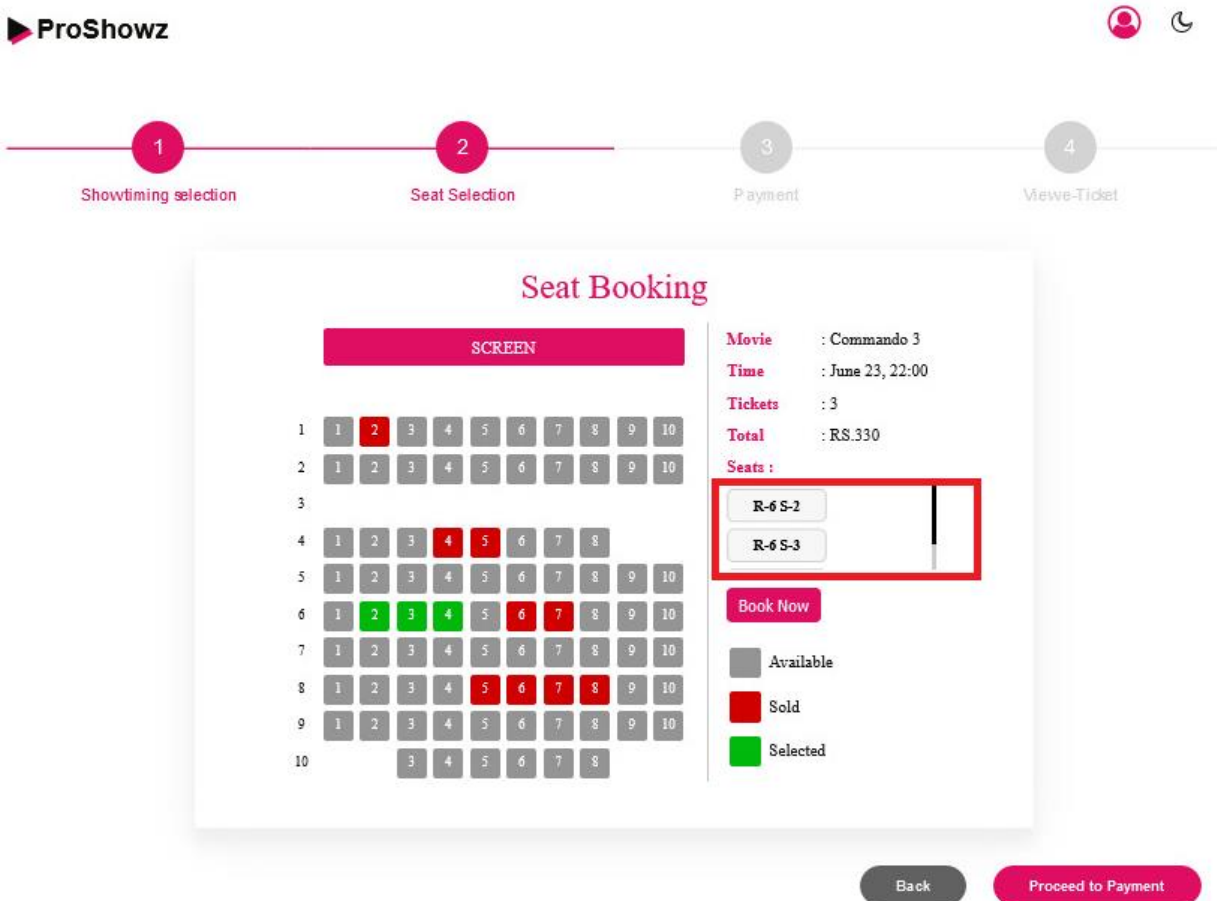 ProShowz
1 2 3 4
Showtiming selection Seat Selection Payment Viewe-Ticket
Seat Booking
SCREEN
1 1 2 3 4 5 6 7 8 9 10
2 1 2 3 4 5 6 7 8 9 10
3
4 1 2 3 4 5 6 7 8
5 1 2 3 4 5 6 7 8 9 10
6 1 2 3 4 5 6 7 8 9 10
7 1 2 3 4 5 6 7 8 9 10
8 1 2 3 4 5 6 7 8 9 10
9 1 2 3 4 5 6 7 8 9 10
10 3 4 5 6 7 8
Movie : Commando 3
Time : June 23, 22:00
Tickets : 3
Total : RS.330
Seats :
R-6 S-2
R-6 S-3
Book Now
Available
Sold
Selected
Back Proceed to Payment